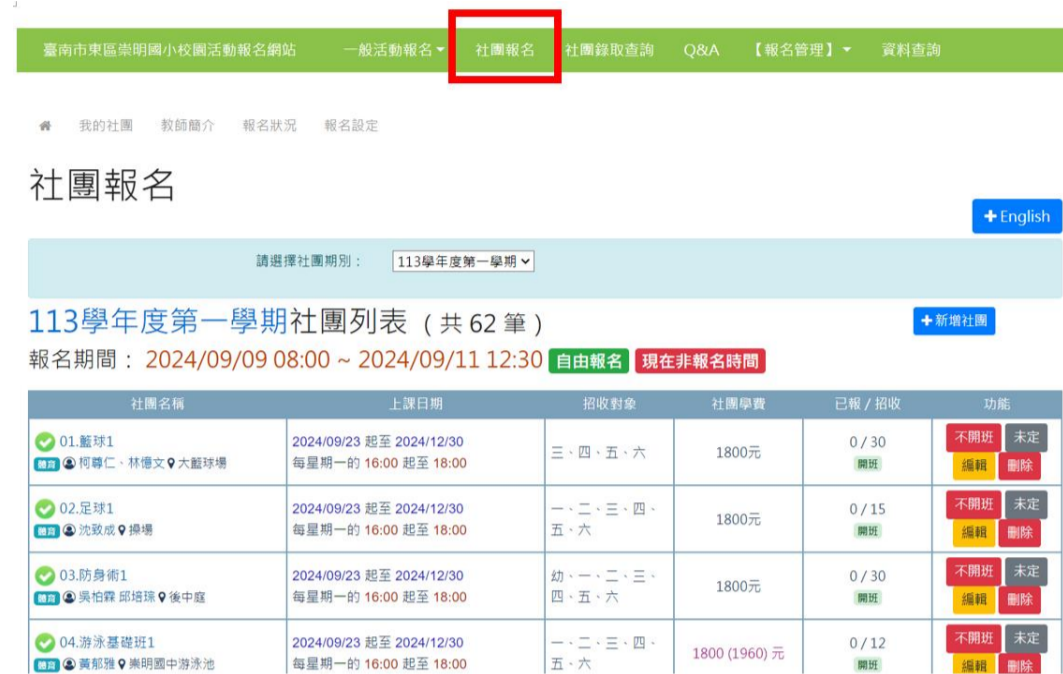 」
臺南市東區崇明國小校園活動報名網站 一般活動報名 社團報名 社團錄取查詢 Q&A 【報名管理】 資料查詢
我的社團 教師簡介 報名狀況 報名設定
社團報名
+ English
請選擇社團期別： 113學年度第一學期
113學年度第一學期社團列表 （共 62 筆）
+ 新增社團
報名期間： 2024/09/09 08:00 ~ 2024/09/11 12:30 自由報名 現在非報名時間
社團名稱 上課日期 招收對象 社團學費 已報 / 招收 功能
01.籃球1
體育 柯尊仁、林憶文 大籃球場
2024/09/23 起至 2024/12/30
每星期一的 16:00 起至 18:00
三、四、五、六
1800元
0 / 30
開班
不開班 未定
編輯 刪除
02.足球1
體育 沈致成 操場
2024/09/23 起至 2024/12/30
每星期一的 16:00 起至 18:00
一、二、三、四、
五、六
1800元
0 / 15
開班
不開班 未定
編輯 刪除
03.防身術1
體育 吳柏霖 邱培琮 後中庭
2024/09/23 起至 2024/12/30
每星期一的 16:00 起至 18:00
幼、一、二、三、
四、五、六
1800元
0 / 30
開班
不開班 未定
編輯 刪除
04.游泳基礎班1
體育 黃郁雅 崇明國中游泳池
2024/09/23 起至 2024/12/30
每星期一的 16:00 起至 18:00
一、二、三、四、
五、六
1800 (1960) 元
0 / 12
開班
不開班 未定
編輯 刪除